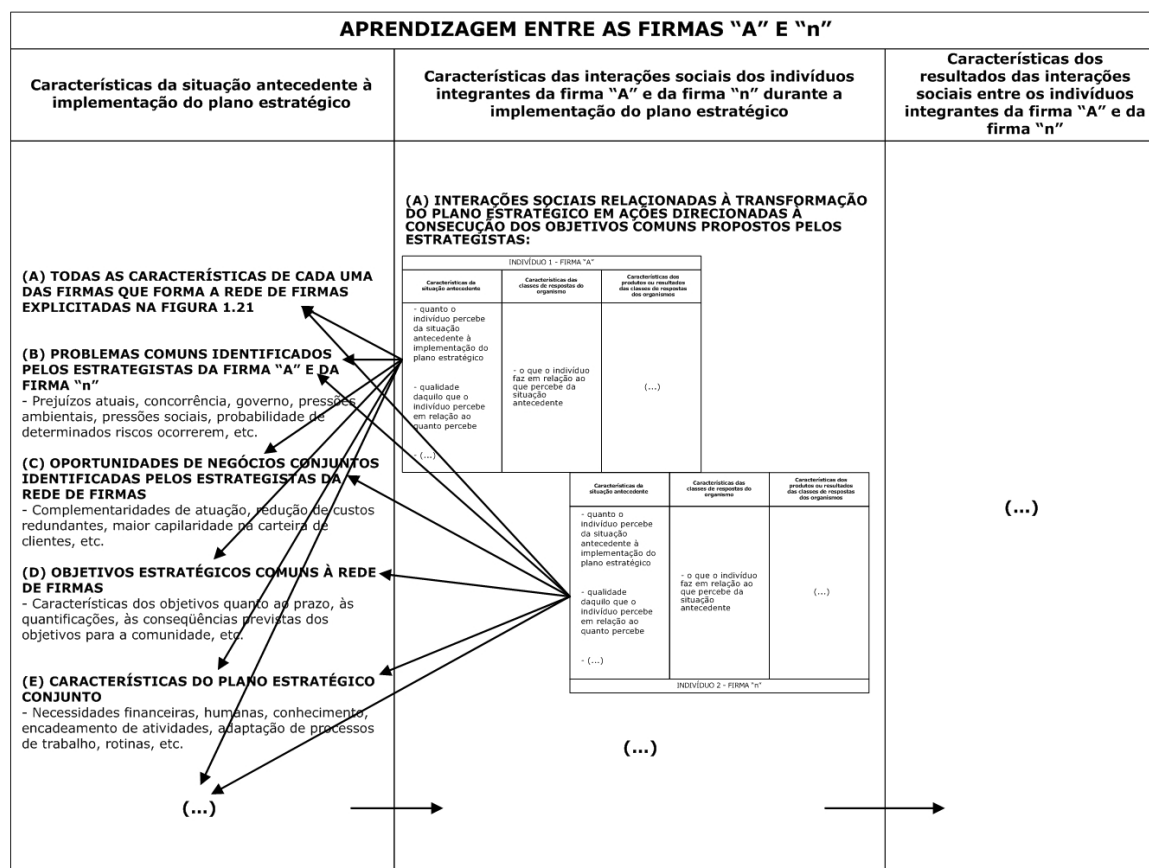 APRENDIZAGEM ENTRE AS FIRMAS “A” E “n”
Características da situação antecedente à
implementação do plano estratégico
Características das interações sociais dos indivíduos
integrantes da firma “A” e da firma “n” durante a
implementação do plano estratégico
Características dos
resultados das interações
sociais entre os indivíduos
integrantes da firma “A” e da
firma “n”
(A) TODAS AS CARACTERÍSTICAS DE CADA UMA
DAS FIRMAS QUE FORMA A REDE DE FIRMAS
EXPLICITADAS NA FIGURA 1.21
(B) PROBLEMAS COMUNS IDENTIFICADOS
PELOS ESTRATEGISTAS DA FIRMA “A” E DA
FIRMA “n”
- Prejuízos atuais, concorrência, governo, pressões
ambientais, pressões sociais, probabilidade de
determinados riscos ocorrerem, etc.
(C) OPORTUNIDADES DE NEGÓCIOS CONJUNTOS
IDENTIFICADAS PELOS ESTRATEGISTAS DA
REDE DE FIRMAS
- Complementaridades de atuação, redução de custos
redundantes, maior capilaridade na carteira de
clientes, etc.
(D) OBJETIVOS ESTRATÉGICOS COMUNS À REDE
DE FIRMAS
- Características dos objetivos quanto ao prazo, às
quantificações, às conseqüências previstas dos
objetivos para a comunidade, etc.
(E) CARACTERÍSTICAS DO PLANO ESTRATÉGICO
CONJUNTO
- Necessidades financeiras, humanas, conhecimento,
encadeamento de atividades, adaptação de processos
de trabalho, rotinas, etc.
(...)
(A) INTERAÇÕES SOCIAIS RELACIONADAS À TRANSFORMAÇÃO
DO PLANO ESTRATÉGICO EM AÇÕES DIRECIONADAS À
CONSECUÇÃO DOS OBJETIVOS COMUNS PROPOSTOS PELOS
ESTRATEGISTAS:
INDIVÍDUO 1 - FIRMA “A”
Características da
situação antecedente
Características das
classes de respostas do
organismo
Características dos
produtos ou resultados
das classes de respostas
dos organismos
- quanto o
indivíduo percebe
da situação
antecedente à
implementação do
plano estratégico
- qualidade
daquilo que o
indivíduo percebe
em relação ao
quanto percebe
- (...)
- o que o indivíduo
faz em relação ao
que percebe da
situação
antecedente
(...)
Características da
situação antecedente
Características das
classes de respostas do
organismo
Características dos
produtos ou resultados
das classes de respostas
dos organismos
- quanto o
indivíduo percebe
da situação
antecedente à
implementação do
plano estratégico
- qualidade
daquilo que o
indivíduo percebe
em relação ao
quanto percebe
- (...)
- o que o indivíduo
faz em relação ao
que percebe da
situação
antecedente
(...)
INDIVÍDUO 2 - FIRMA “n”
(...)
(...)